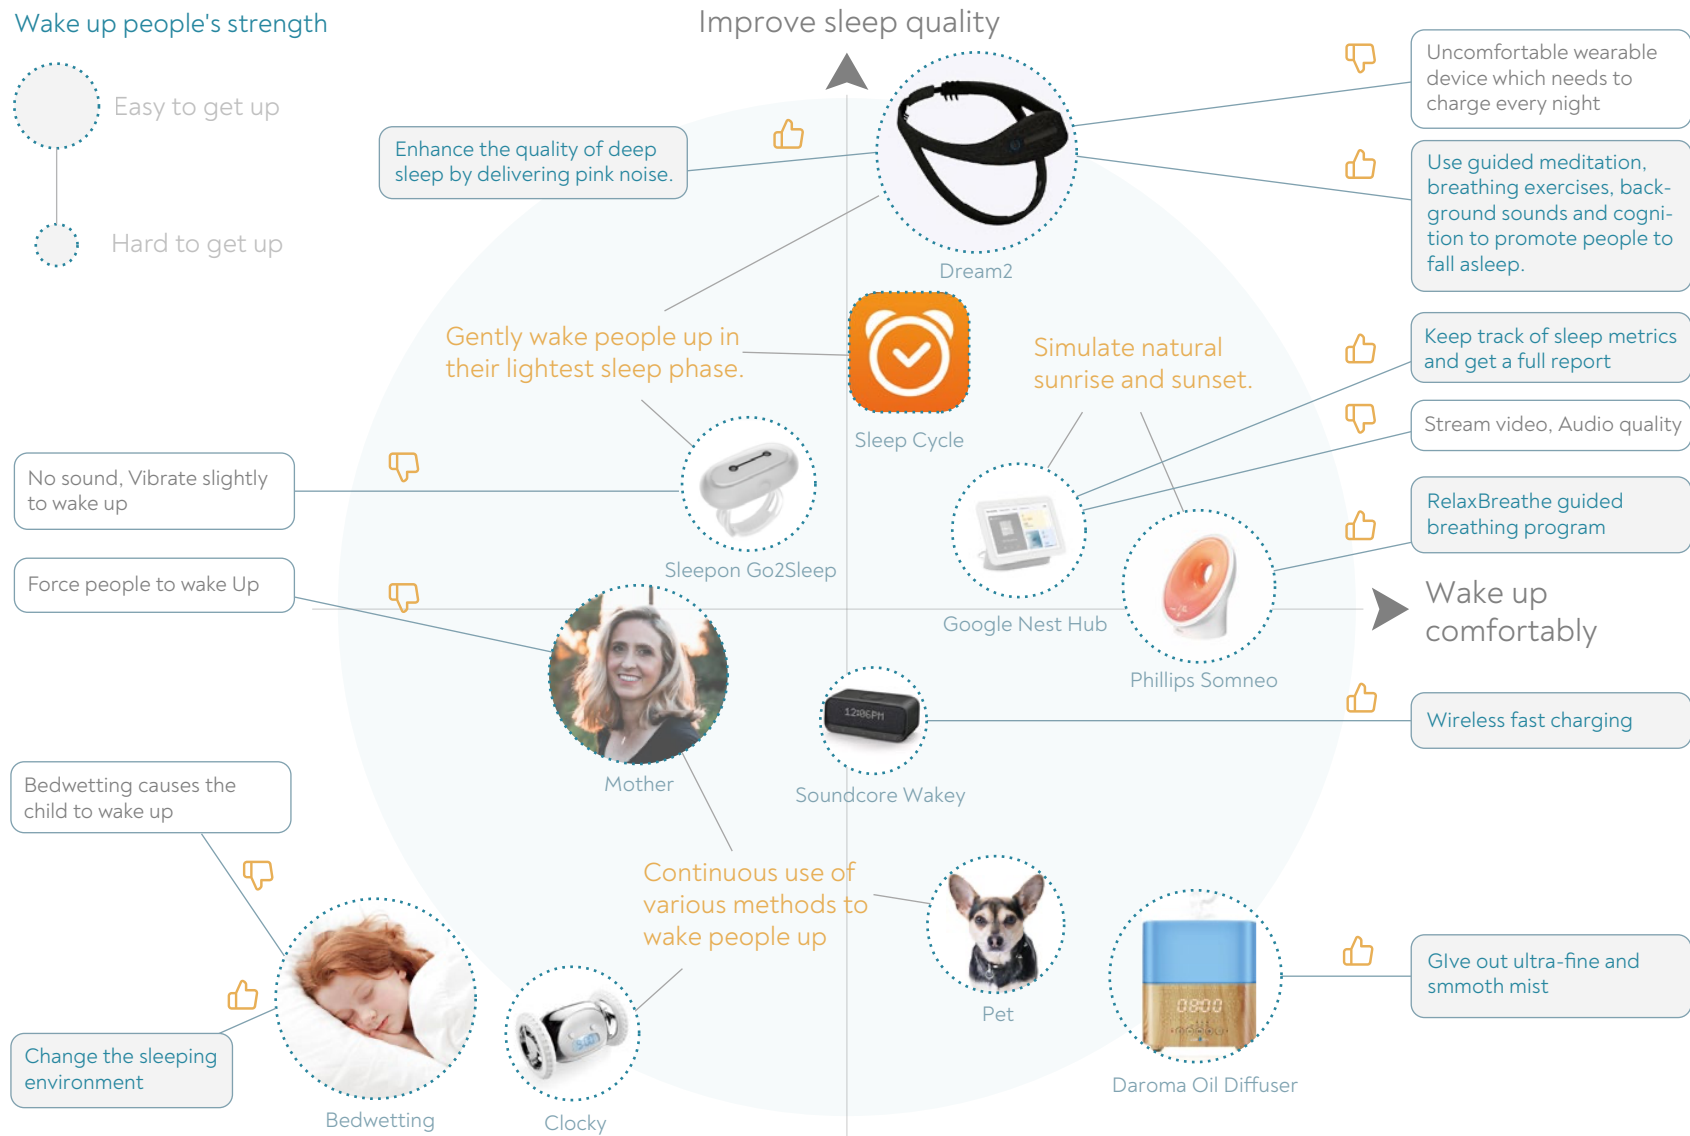 Wake up people's strength
Easy to get up
Hard to get up
Improve sleep quality
Enhance the quality of deep
sleep by delivering pink noise.
Uncomfortable wearable
device which needs to
charge every night
Use guided meditation,
breathing exercises, back-
ground sounds and cogni-
tion to promote people to
fall asleep.
Dream2
Gently wake people up in
their lightest sleep phase.
Simulate natural
sunrise and sunset.
Keep track of sleep metrics
and get a full report
Sleep Cycle
Stream video, Audio quality
No sound, Vibrate slightly
to wake up
RelaxBreathe guided
breathing program
Sleepon Go2Sleep
Force people to wake Up
Google Nest Hub
Wake up
comfortably
Phillips Somneo
12:06PM
Wireless fast charging
Mother
Soundcore Wakey
Bedwetting causes the
child to wake up
Continuous use of
various methods to
wake people up
GIve out ultra-fine and
smmoth mist
08:00
Pet
Change the sleeping
environment
Daroma Oil Diffuser
Bedwetting
Clocky